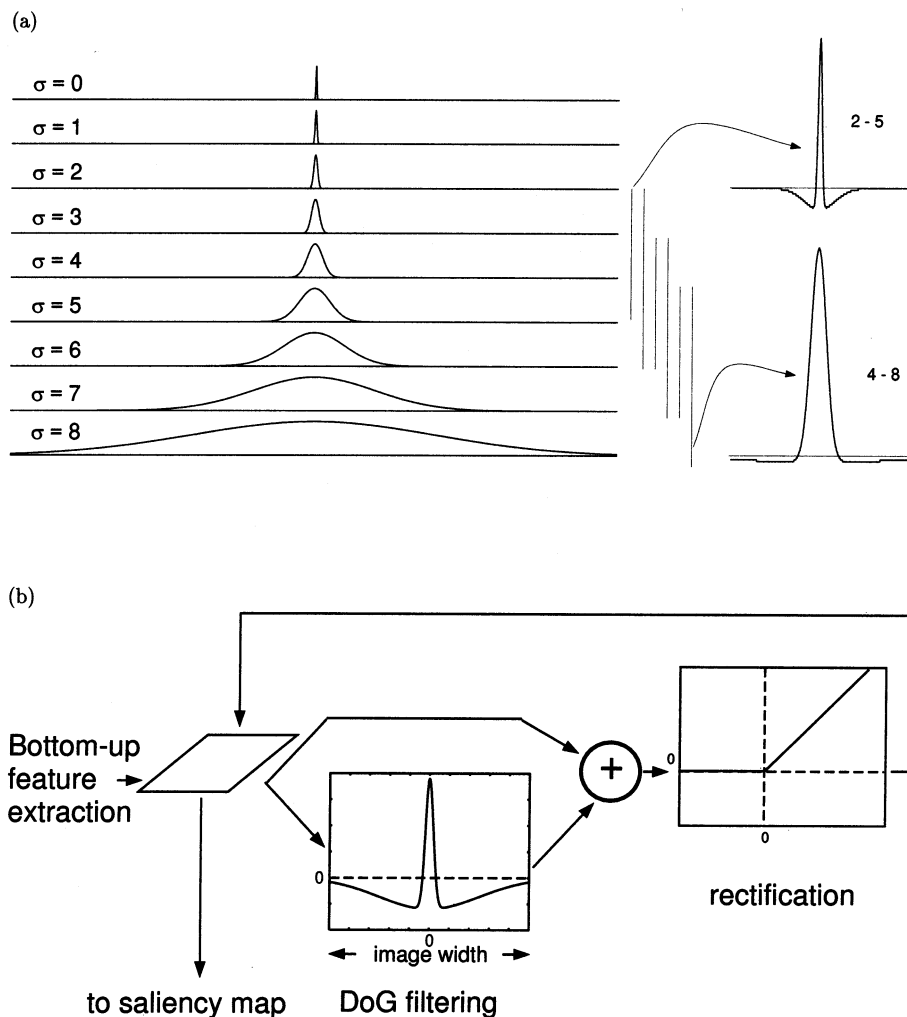 (a)
σ = 0
σ = 1
σ = 2
σ = 3
σ = 4
σ = 5
σ = 6
σ = 7
σ = 8
2 - 5
4 - 8
(b)
Bottom-up
feature
extraction
to saliency map
0
0
image width
DoG filtering
+
0
0
rectification